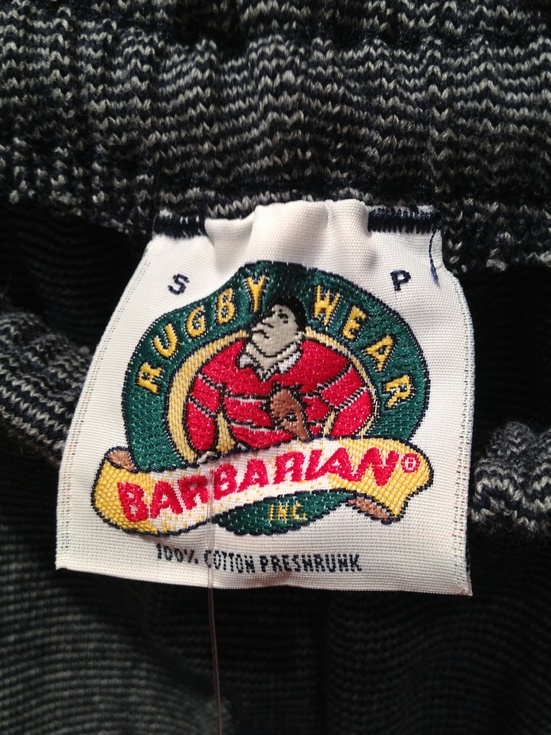 S P
RUGBY WEAR
BARBARIAN®
INC.
100% COTTON PRESHRUNK